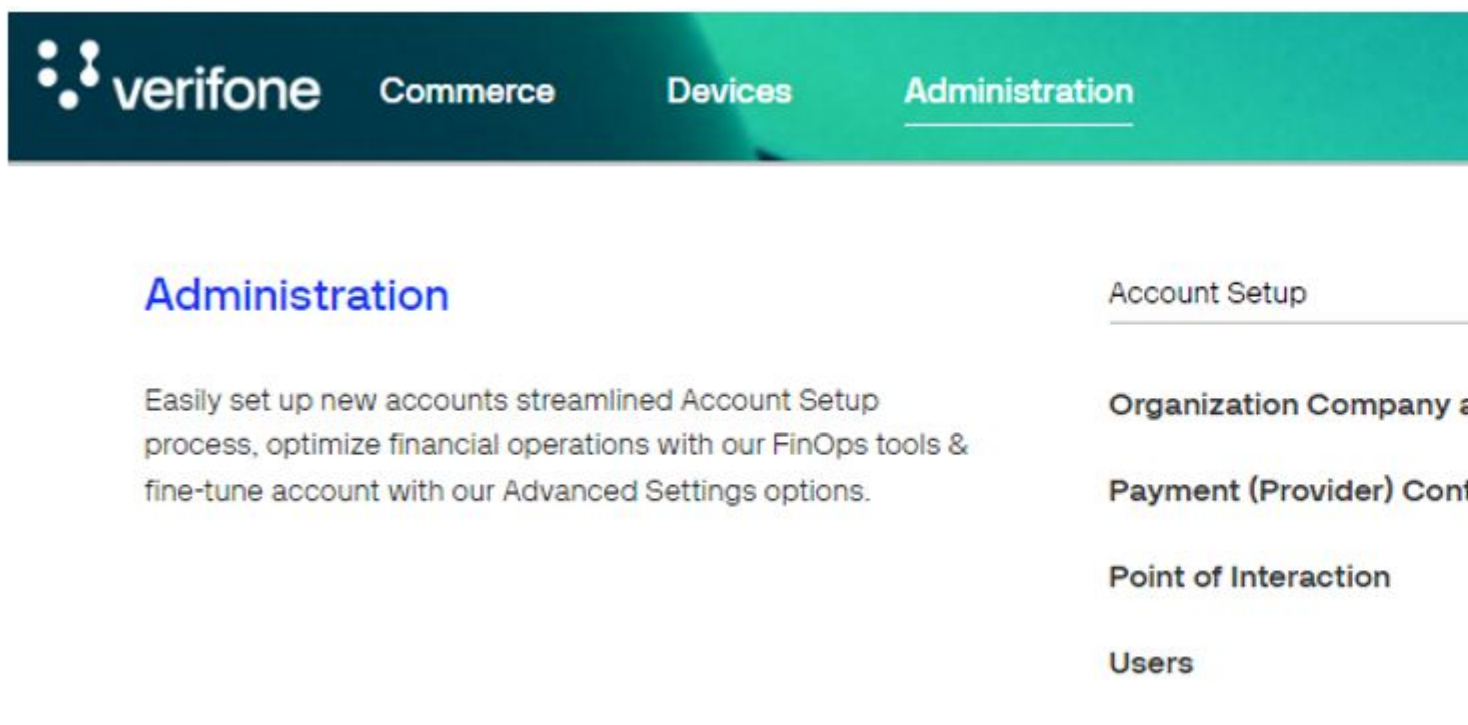 verifone Commerce Devices Administration
Administration
Easily set up new accounts streamlined Account Setup
process, optimize financial operations with our FinOps tools &
fine-tune account with our Advanced Settings options.
Account Setup
Organization Company
Payment (Provider)
Point of Interaction
Users